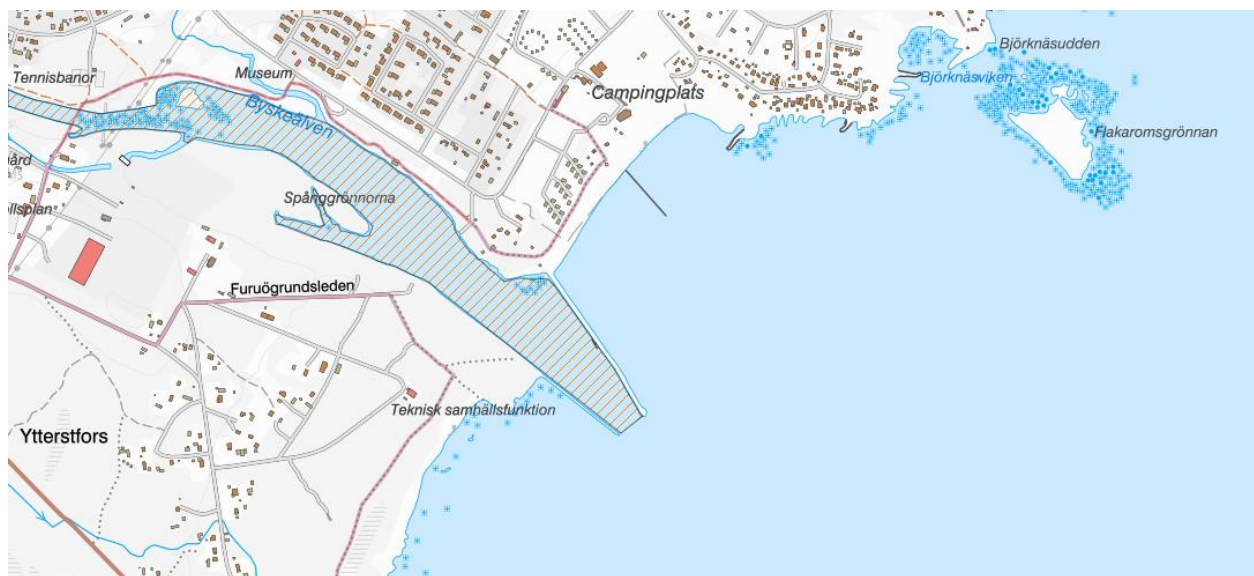 Björknäsudden
Tennisbanor
Museum
Björknäsviken
Campingplats
Byskeälven
Flakaromsgrönnan
Spånggrönnorna
Furuögrundsleden
Teknisk samhällsfunktion
Ytterstfors